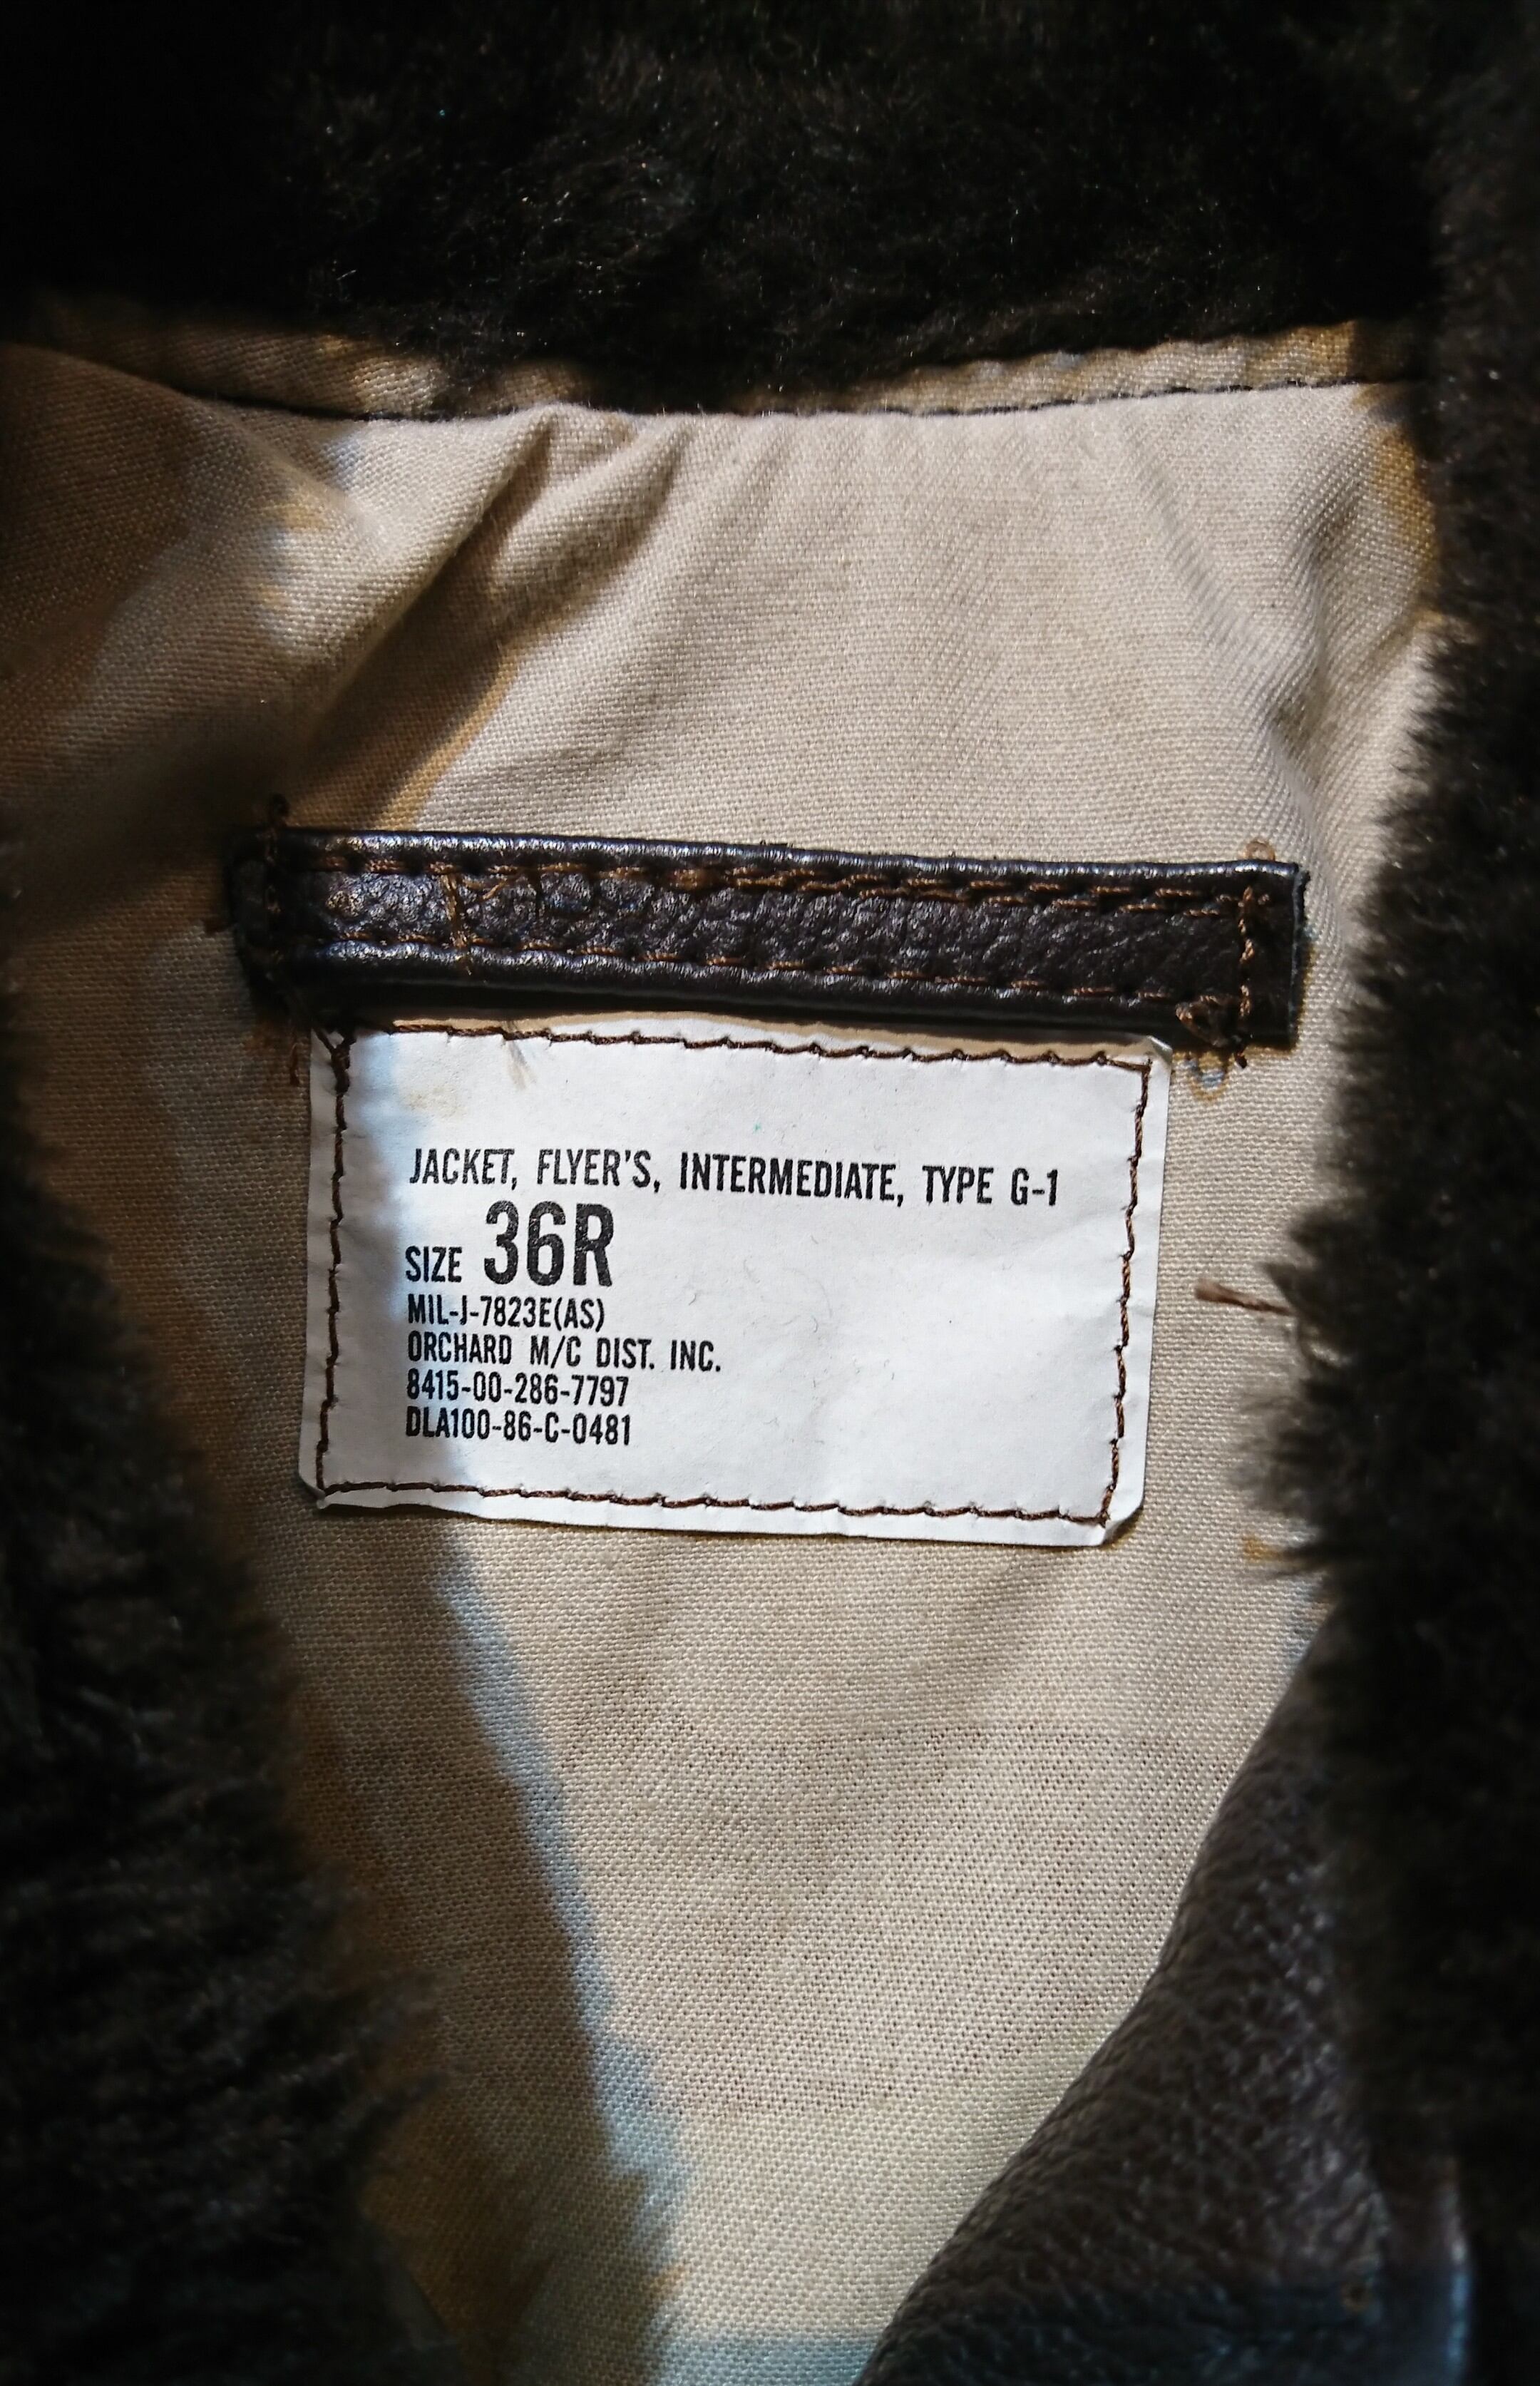 JACKET, FLYER'S, INTERMEDIATE, TYPE G-1
SIZE 36R
MIL-J-7823E(AS)
ORCHARD M/C DIST. INC.
8415-00-286-7797
DLA100-86-C-0481